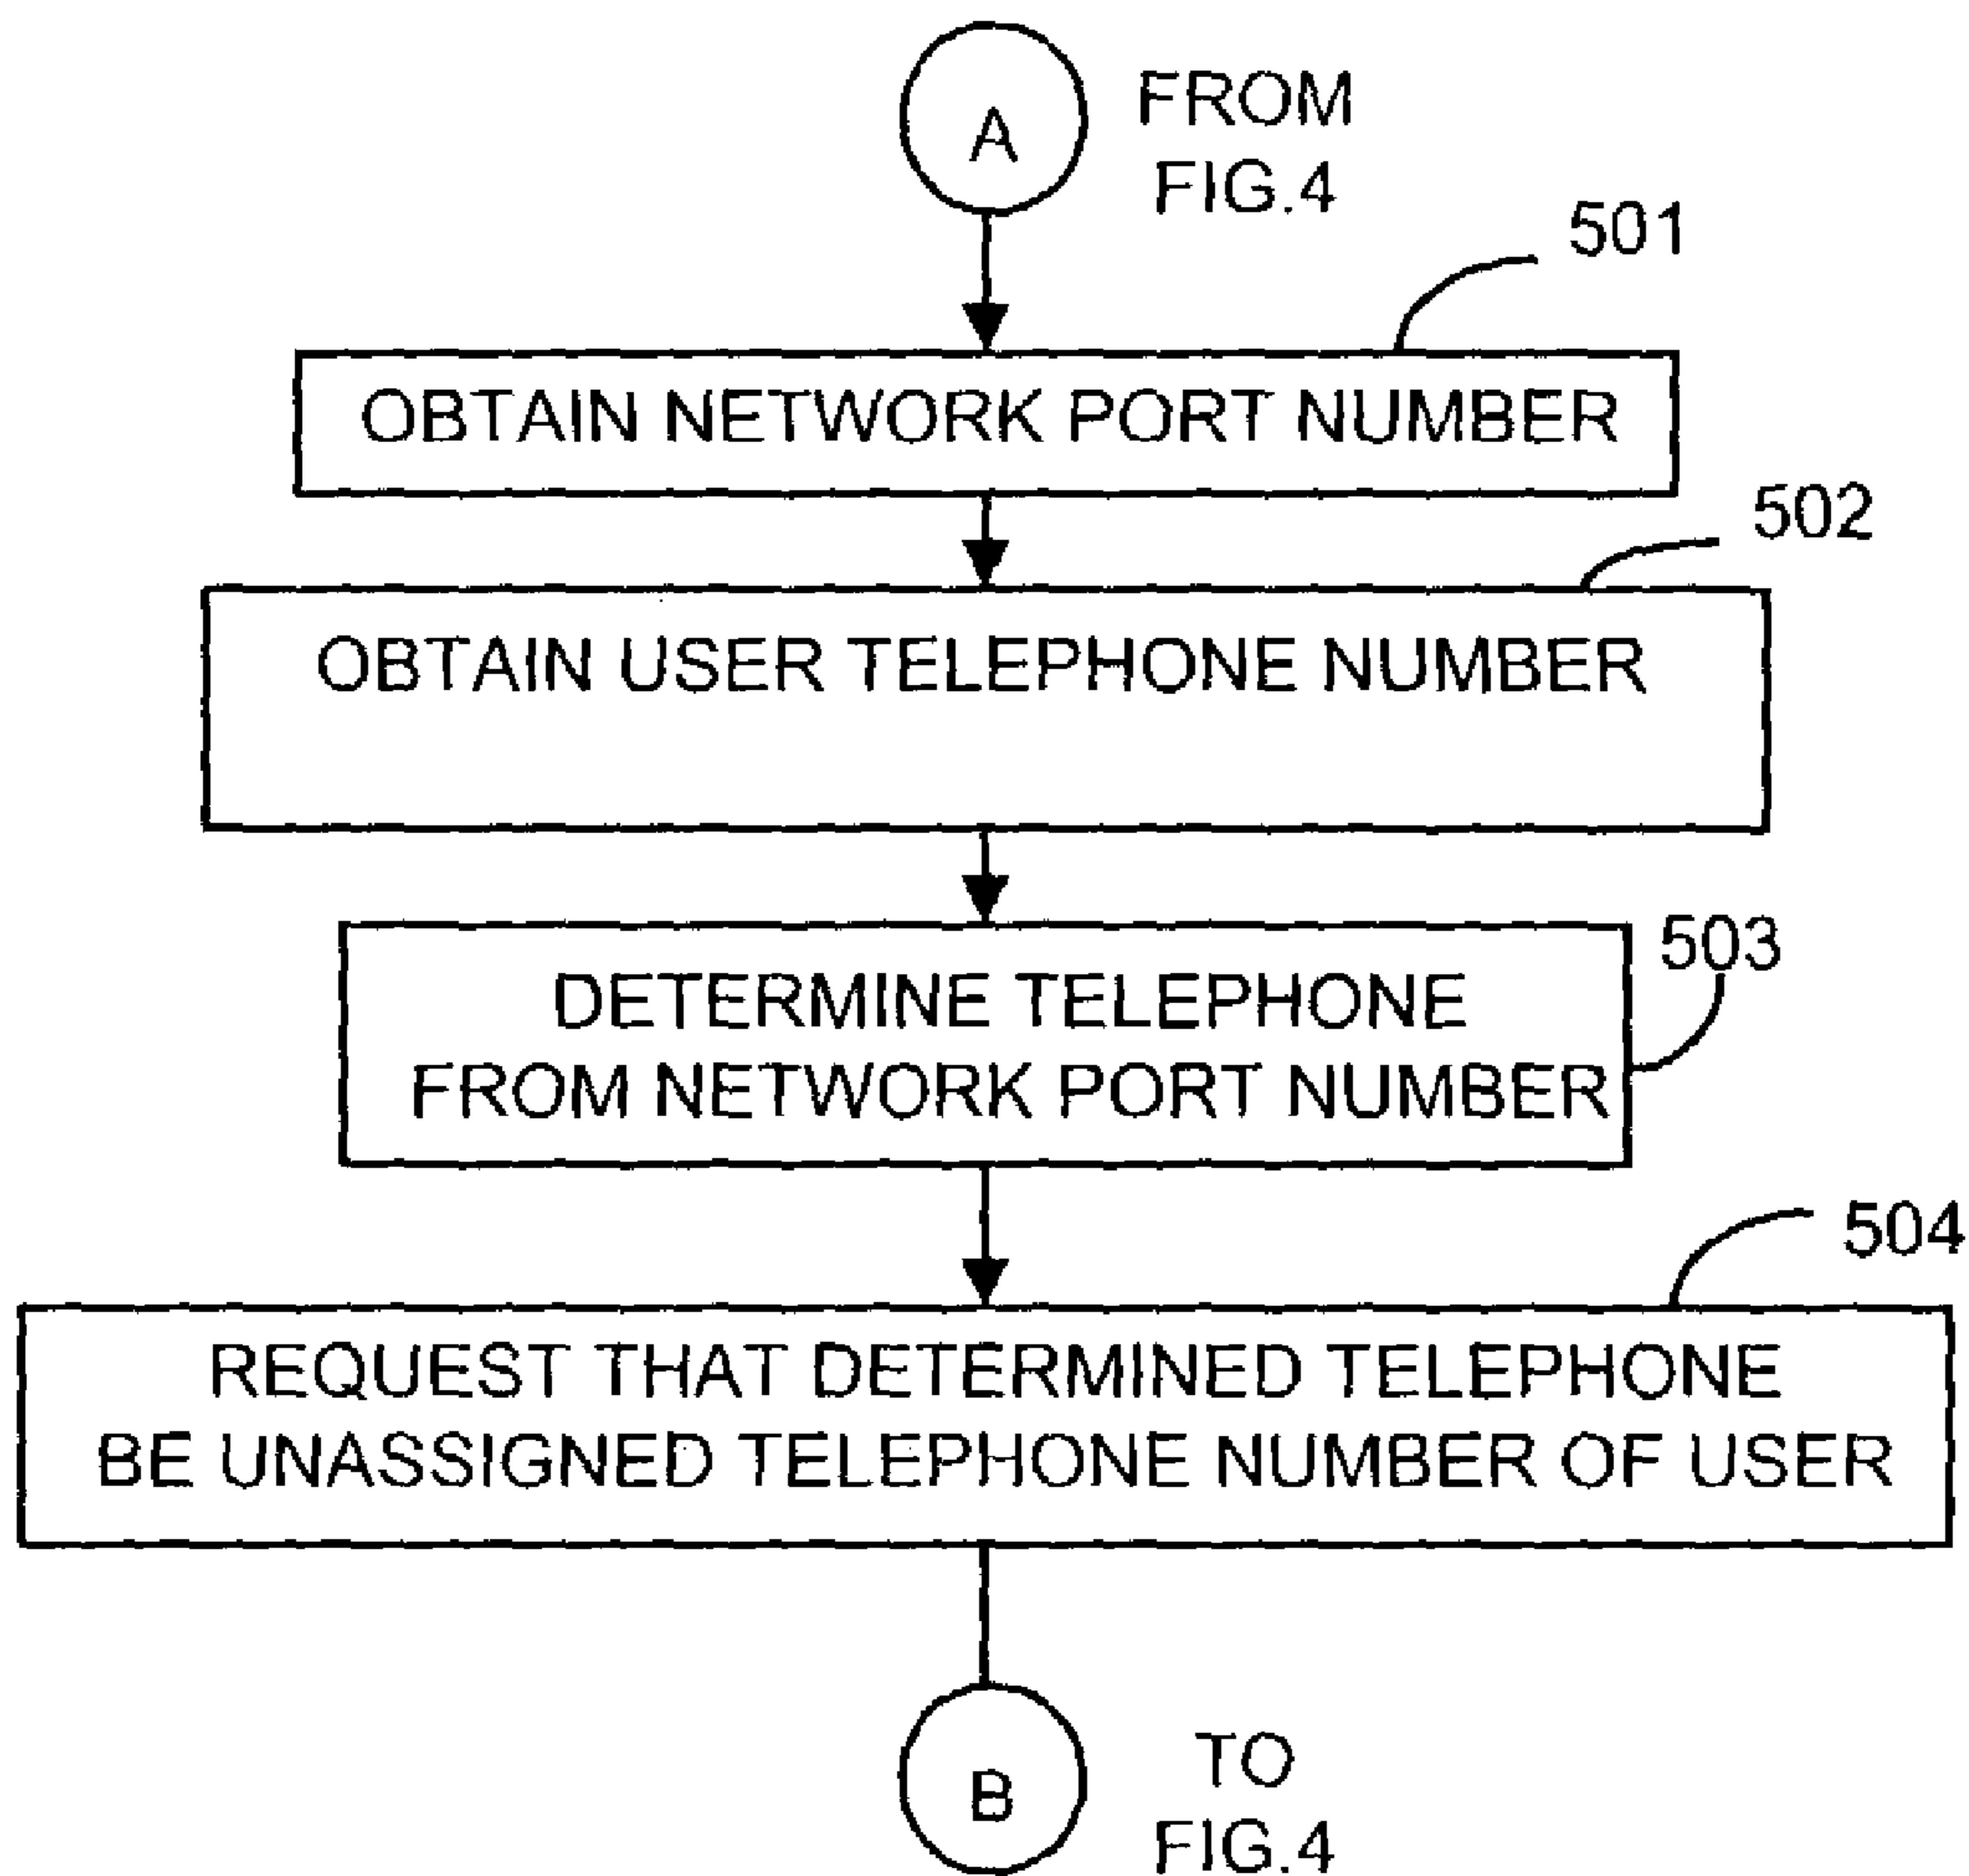 A
FROM
FIG.4
501
OBTAIN NETWORK PORT NUMBER
502
OBTAIN USER TELEPHONE NUMBER
503
DETERMINE TELEPHONE
FROM NETWORK PORT NUMBER
504
REQUEST THAT DETERMINED TELEPHONE
BE UNASSIGNED TELEPHONE NUMBER OF USER
B
TO
FIG.4